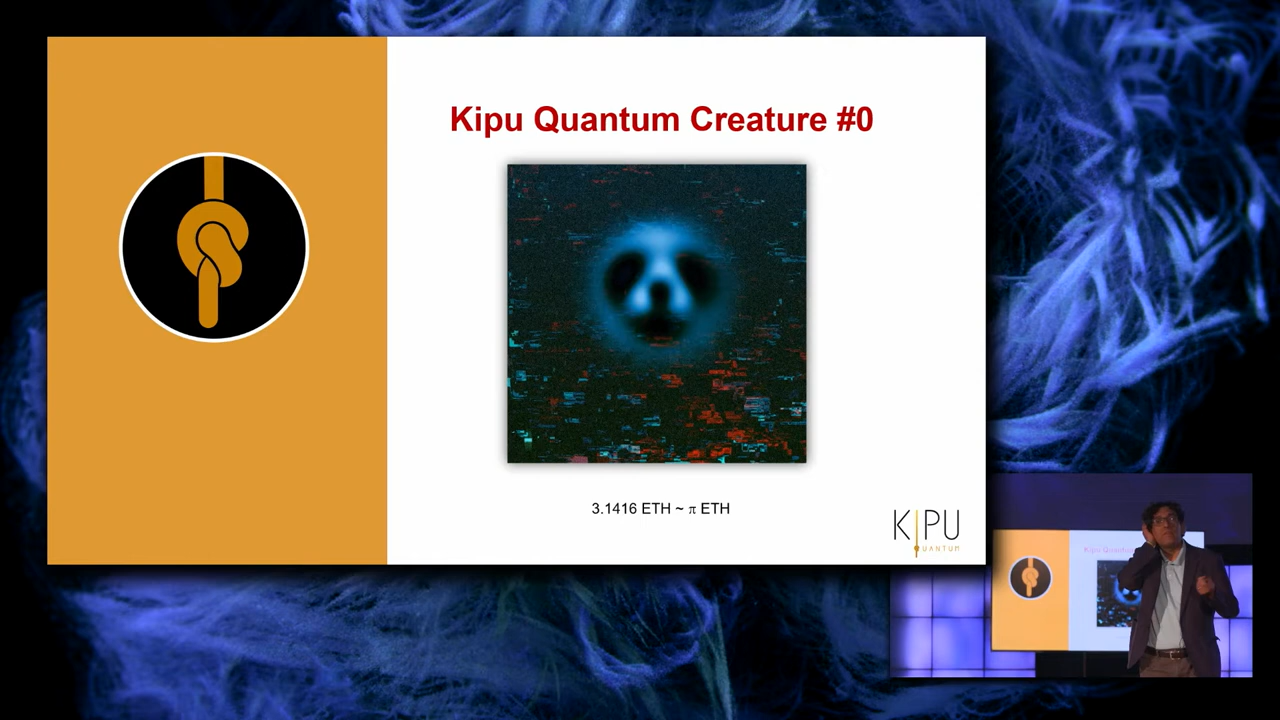 Kipu Quantum Creature #0
3.1416 ETH ~ π ETH
KIPU
QUANTUM